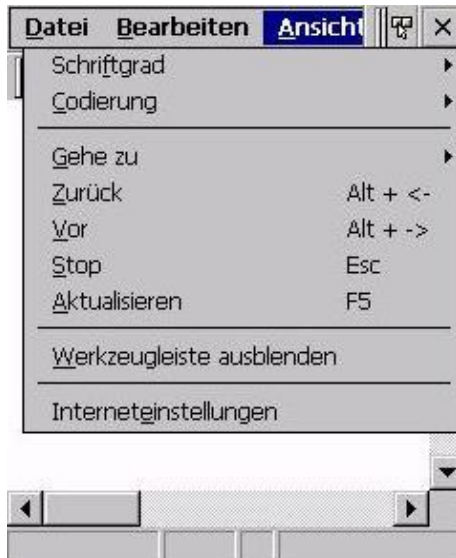 Datei Bearbeiten Ansicht
Schriftgrad
Codierung
Gehe zu
Zurück Alt + <-
Vor Alt + ->
Stop Esc
Aktualisieren F5
Werkzeugleiste ausblenden
Interneteinstellungen